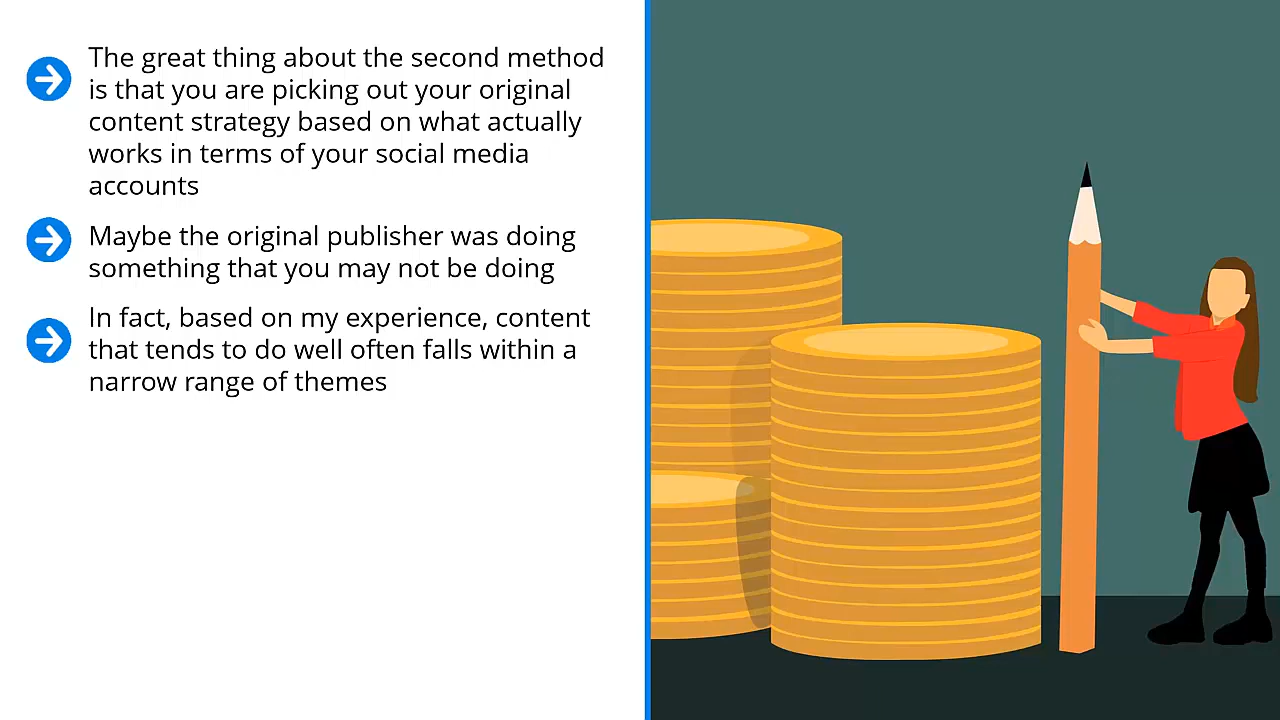 The great thing about the second method
is that you are picking out your original
content strategy based on what actually
works in terms of your social media
accounts
Maybe the original publisher was doing
something that you may not be doing
In fact, based on my experience, content
that tends to do well often falls within a
narrow range of themes